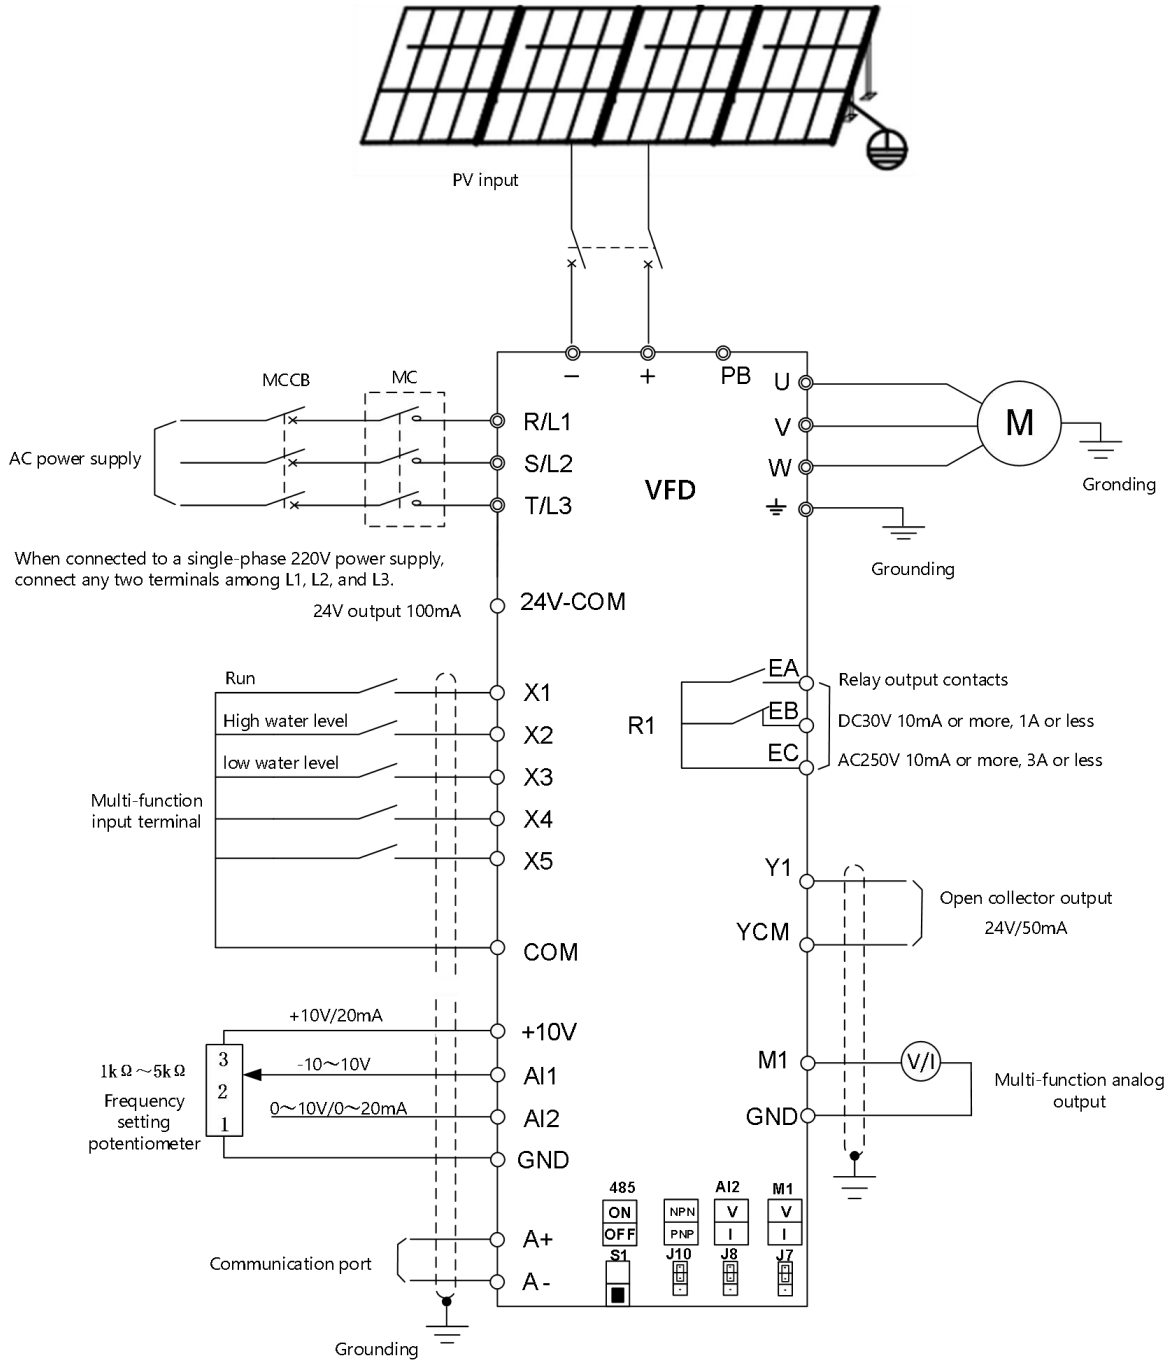 PV input
− + PB
MCCB MC
AC power supply
R/L1
S/L2
T/L3
VFD
U
V
W
M
Gronding
Grounding
When connected to a single-phase 220V power supply,
connect any two terminals among L1, L2, and L3.
24V output 100mA
24V-COM
Run
High water level
low water level
Multi-function
input terminal
X1
X2
X3
X4
X5
COM
R1
EA
EB
EC
Relay output contacts
DC30V 10mA or more, 1A or less
AC250V 10mA or more, 3A or less
Y1
YCM
Open collector output
24V/50mA
+10V/20mA
-10～10V
0～10V/0～20mA
1kΩ～5kΩ
Frequency
setting
potentiometer
3
2
1
+10V
AI1
AI2
GND
M1
GND
V/I
Multi-function analog
output
Communication port
A+
A-
Grounding
485 AI2 M1
ON NPN V V
OFF PNP I I
S1 J10 J8 J7